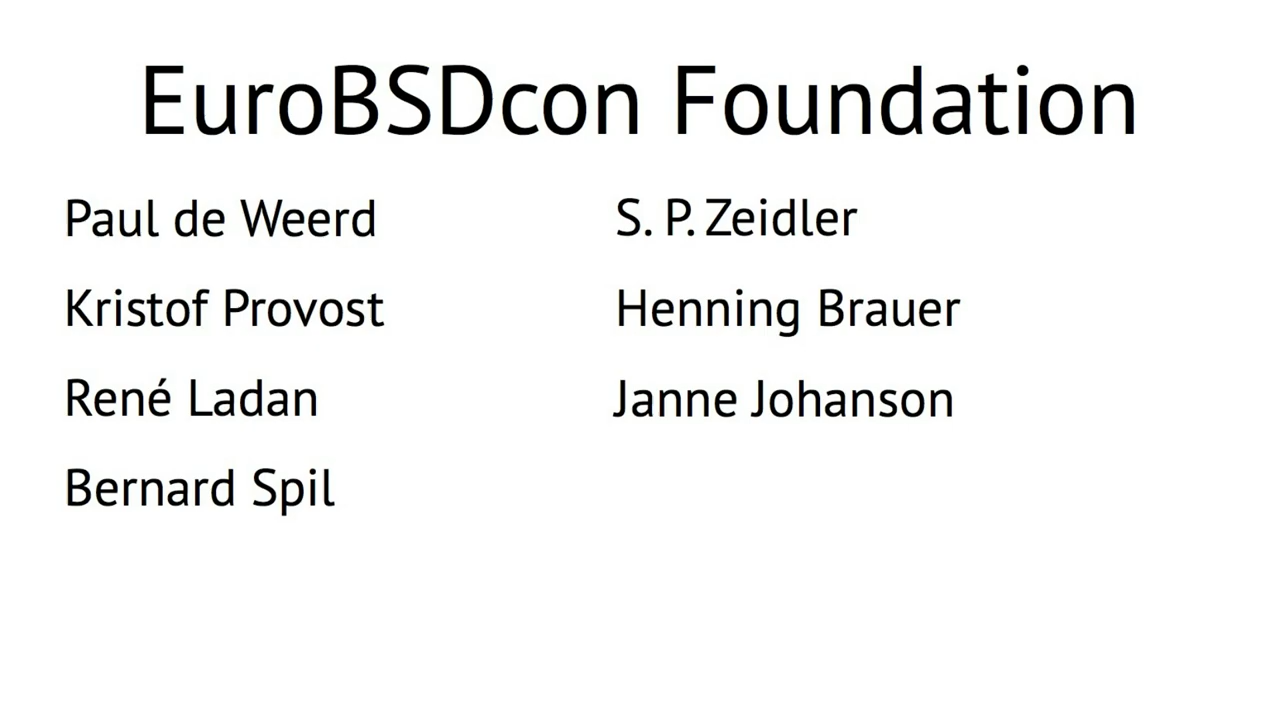 EuroBSDcon Foundation
Paul de Weerd
Kristof Provost
René Ladan
Bernard Spil
S. P. Zeidler
Henning Brauer
Janne Johanson